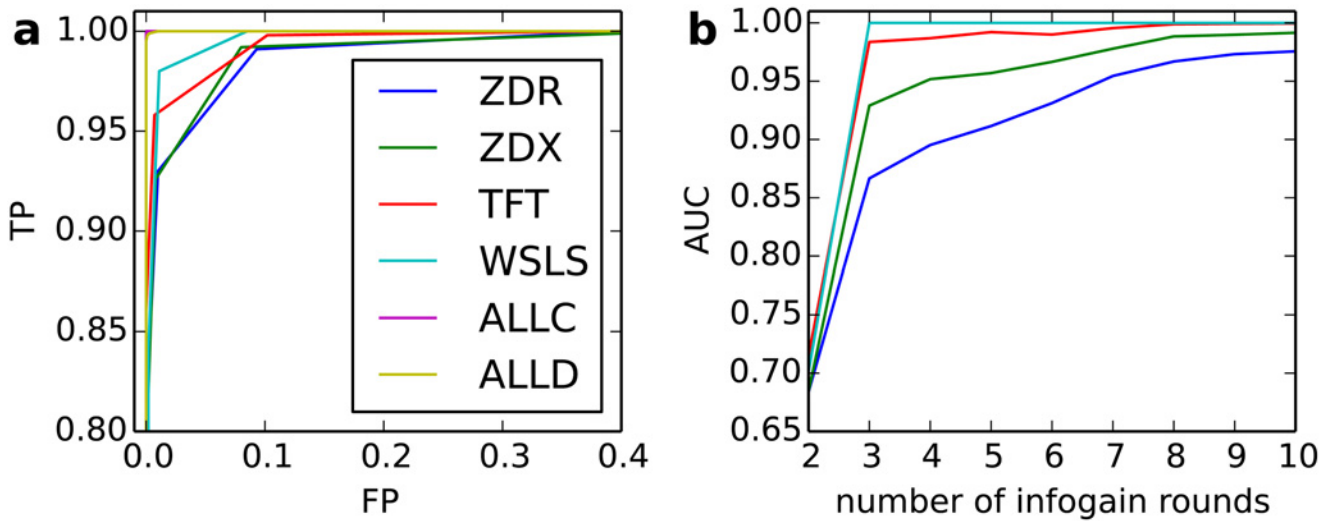 a
1.00
0.95
0.90
0.85
0.80
TP
0.0 0.1 0.2 0.3 0.4
FP
ZDR
ZDX
TFT
WSLS
ALLC
ALLD
b
1.00
0.95
0.90
0.85
0.80
0.75
0.70
0.65
AUC
2 3 4 5 6 7 8 9 10
number of infogain rounds